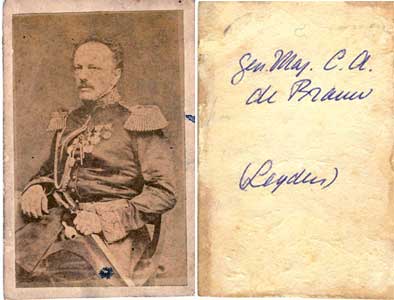 Gen. Maj. C. A.
de Brauw
(Leyden)